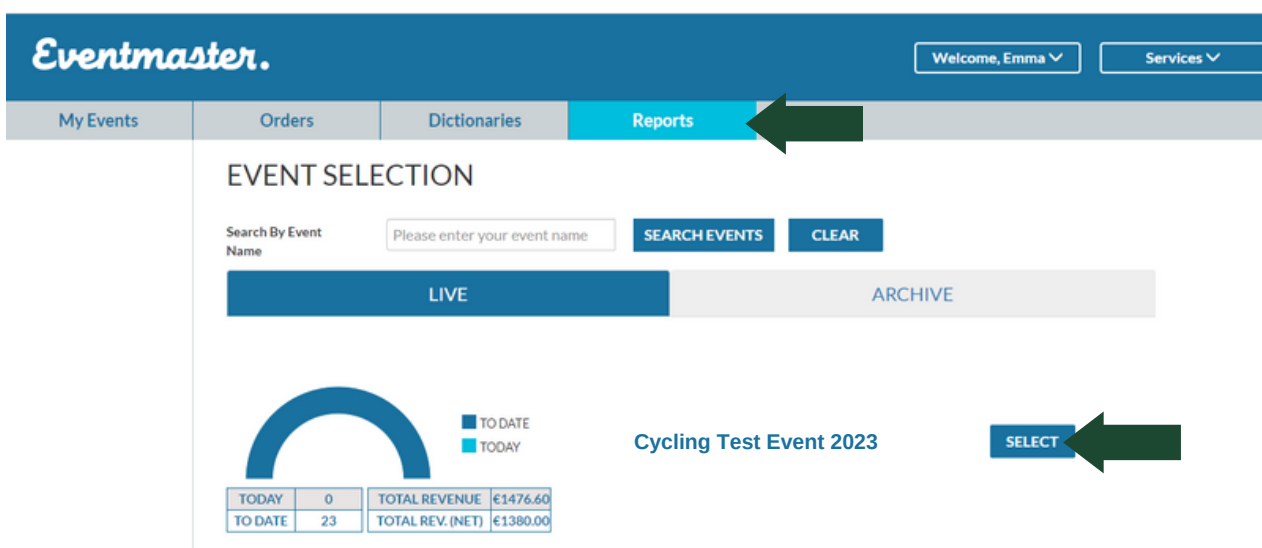 Eventmaster.
Welcome, Emma
Services
My Events
Orders
Dictionaries
Reports
EVENT SELECTION
Search By Event
Name
Please enter your event name
SEARCH EVENTS
CLEAR
LIVE
ARCHIVE
TO DATE
TODAY
Cycling Test Event 2023
SELECT
TODAY 0 TOTAL REVENUE €1476.60
TO DATE 23 TOTAL REV. (NET) €1380.00